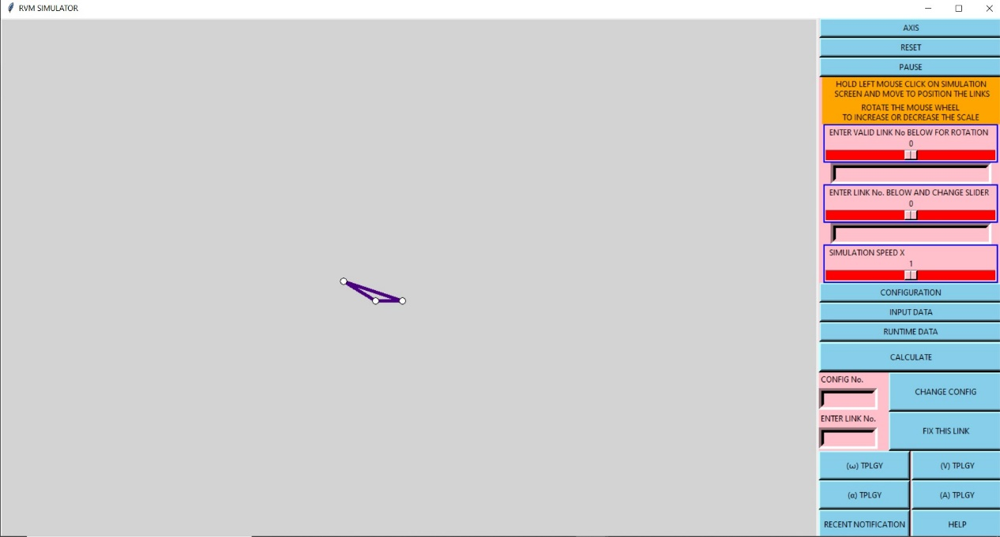 RVM SIMULATOR
AXIS
RESET
PAUSE
HOLD LEFT MOUSE CLICK ON SIMULATION
SCREEN AND MOVE TO POSITION THE LINKS
ROTATE THE MOUSE WHEEL
TO INCREASE OR DECREASE THE SCALE
ENTER VALID LINK No BELOW FOR ROTATION
0
ENTER LINK No. BELOW AND CHANGE SLIDER
0
SIMULATION SPEED X
1
CONFIGURATION
INPUT DATA
RUNTIME DATA
CALCULATE
CONFIG No.
CHANGE CONFIG
ENTER LINK No.
FIX THIS LINK
(ω) TPLGY
(V) TPLGY
(α) TPLGY
(A) TPLGY
RECENT NOTIFICATION
HELP